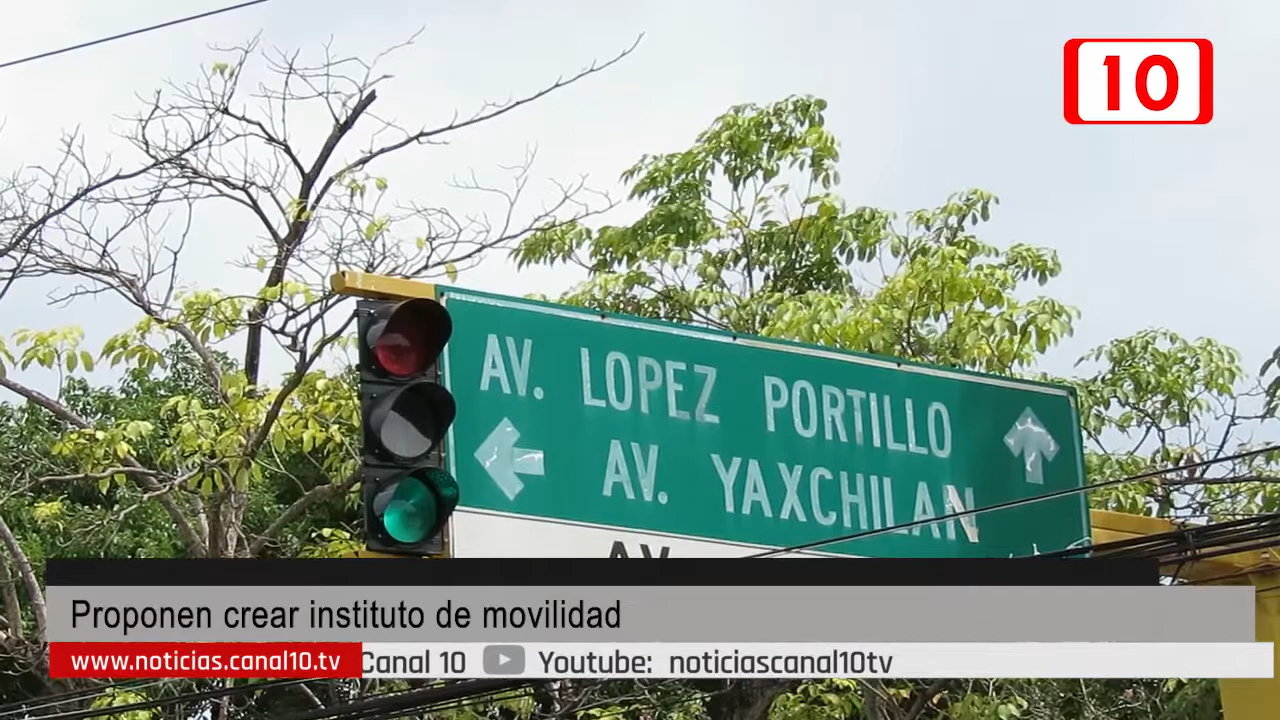 10
AV. LOPEZ PORTILLO
AV. YAXCHILAN
AV.
Proponen crear instituto de movilidad
www.noticias.canal10.tv Canal 10 Youtube: noticiascanal10tv